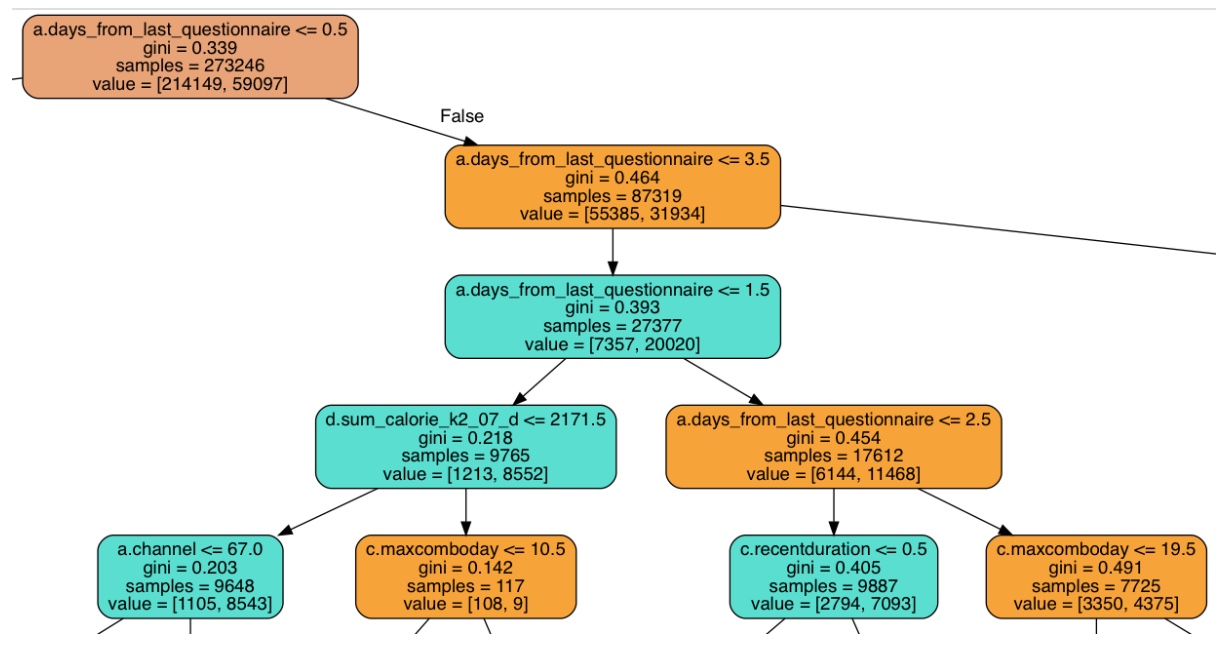 a.days_from_last_questionnaire <= 0.5
gini = 0.339
samples = 273246
value = [214149, 59097]
False
a.days_from_last_questionnaire <= 3.5
gini = 0.464
samples = 87319
value = [55385, 31934]
a.days_from_last_questionnaire <= 1.5
gini = 0.393
samples = 27377
value = [7357, 20020]
d.sum_calorie_k2_07_d <= 2171.5
gini = 0.218
samples = 9765
value = [1213, 8552]
a.days_from_last_questionnaire <= 2.5
gini = 0.454
samples = 17612
value = [6144, 11468]
a.channel <= 67.0
gini = 0.203
samples = 9648
value = [1105, 8543]
c.maxcomboday <= 10.5
gini = 0.142
samples = 117
value = [108, 9]
c.recentduration <= 0.5
gini = 0.405
samples = 9887
value = [2794, 7093]
c.maxcomboday <= 19.5
gini = 0.491
samples = 7725
value = [3350, 4375]